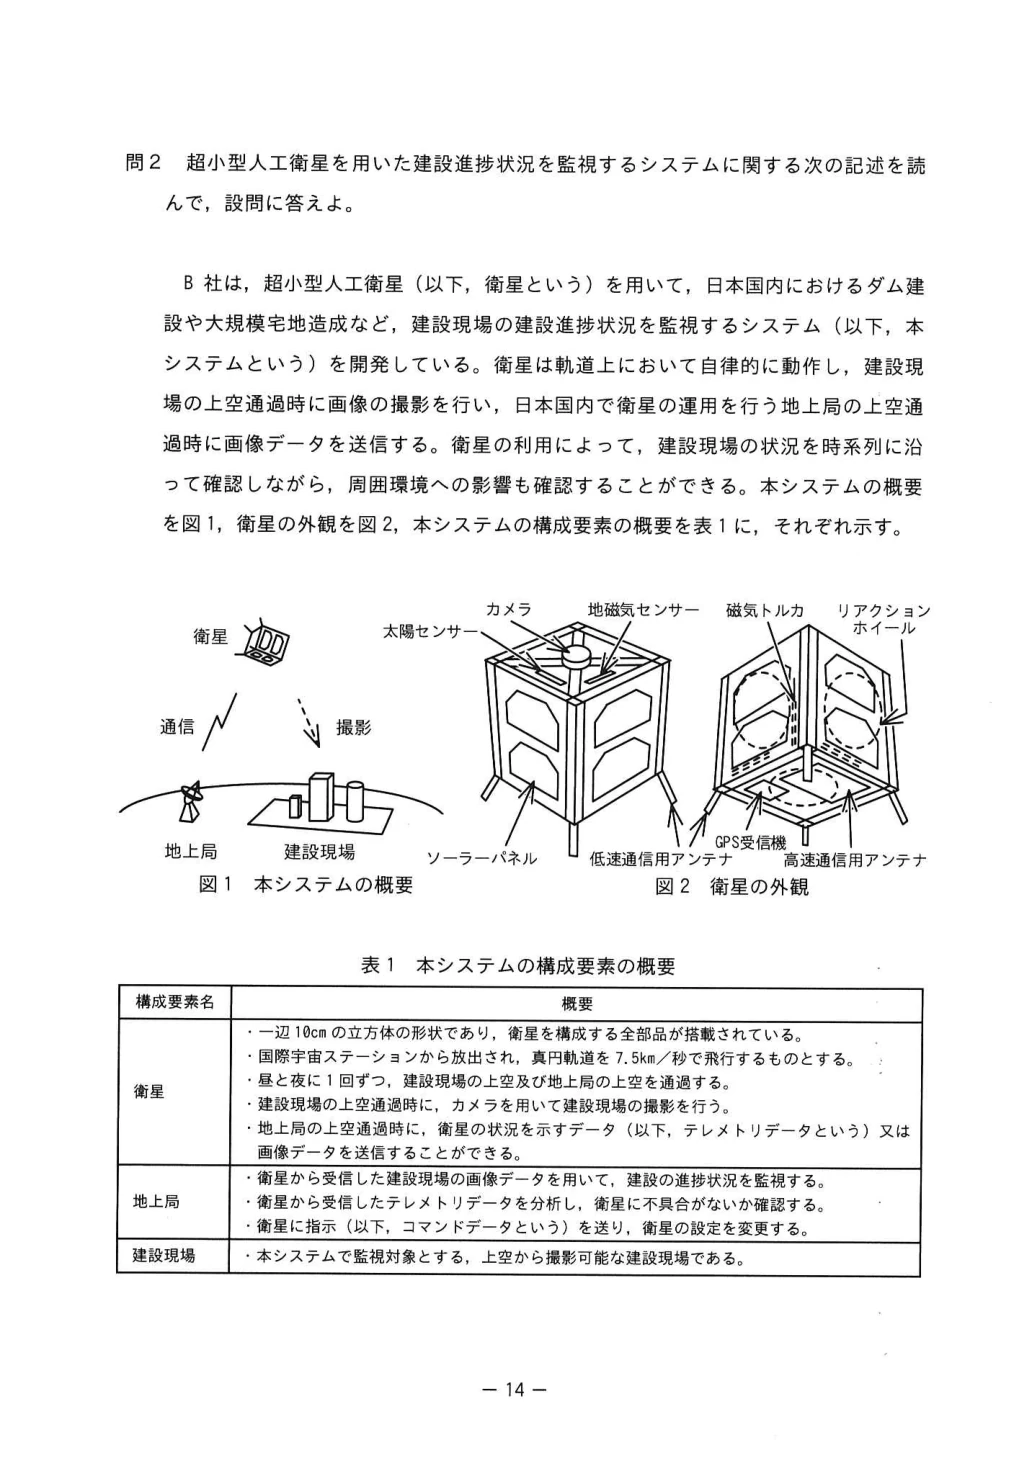 問2　超小型人工衛星を用いた建設進捗状況を監視するシステムに関する次の記述を読
んで，設問に答えよ。
B 社は，超小型人工衛星（以下，衛星という）を用いて，日本国内におけるダム建
設や大規模宅地造成など，建設現場の建設進捗状況を監視するシステム（以下，本
システムという）を開発している。衛星は軌道上において自律的に動作し，建設現
場の上空通過時に画像の撮影を行い，日本国内で衛星の運用を行う地上局の上空通
過時に画像データを送信する。衛星の利用によって，建設現場の状況を時系列に沿
って確認しながら，周囲環境への影響も確認することができる。本システムの概要
を図1，衛星の外観を図2，本システムの構成要素の概要を表1に，それぞれ示す。
衛星
通信
撮影
地上局
建設現場
図1　本システムの概要
カメラ
地磁気センサー
磁気トルカ
リアクション
ホイール
太陽センサー
ソーラーパネル
低速通信用アンテナ
GPS受信機
高速通信用アンテナ
図2　衛星の外観
表1　本システムの構成要素の概要
構成要素名
概要
衛星
・一辺10cmの立方体の形状であり，衛星を構成する全部品が搭載されている。
・国際宇宙ステーションから放出され，真円軌道を7.5km／秒で飛行するものとする。
・昼と夜に1回ずつ，建設現場の上空及び地上局の上空を通過する。
・建設現場の上空通過時に，カメラを用いて建設現場の撮影を行う。
・地上局の上空通過時に，衛星の状況を示すデータ（以下，テレメトリデータという）又は
画像データを送信することができる。
地上局
・衛星から受信した建設現場の画像データを用いて，建設の進捗状況を監視する。
・衛星から受信したテレメトリデータを分析し，衛星に不具合がないか確認する。
・衛星に指示（以下，コマンドデータという）を送り，衛星の設定を変更する。
建設現場
・本システムで監視対象とする，上空から撮影可能な建設現場である。
－ 14 －